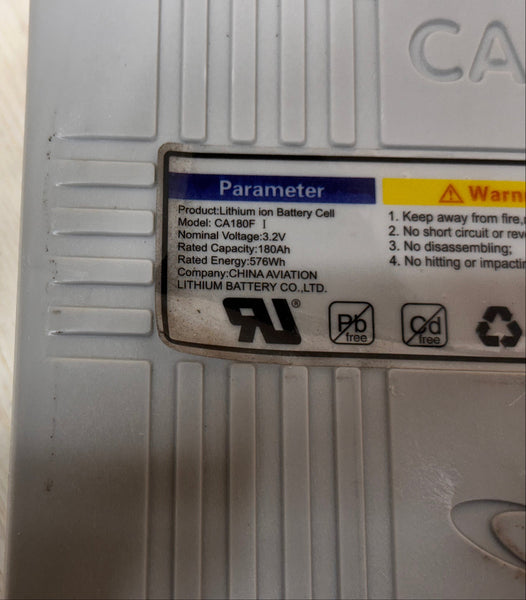 CA
Parameter
Product:Lithium ion Battery Cell
Model: CA180F I
Nominal Voltage:3.2V
Rated Capacity:180Ah
Rated Energy:576Wh
Company:CHINA AVIATION
LITHIUM BATTERY CO.,LTD.
Warn
1. Keep away from fire,
2. No short circuit or rev
3. No disassembling;
4. No hitting or impactin
RU ®
Pb
free
Cd
free